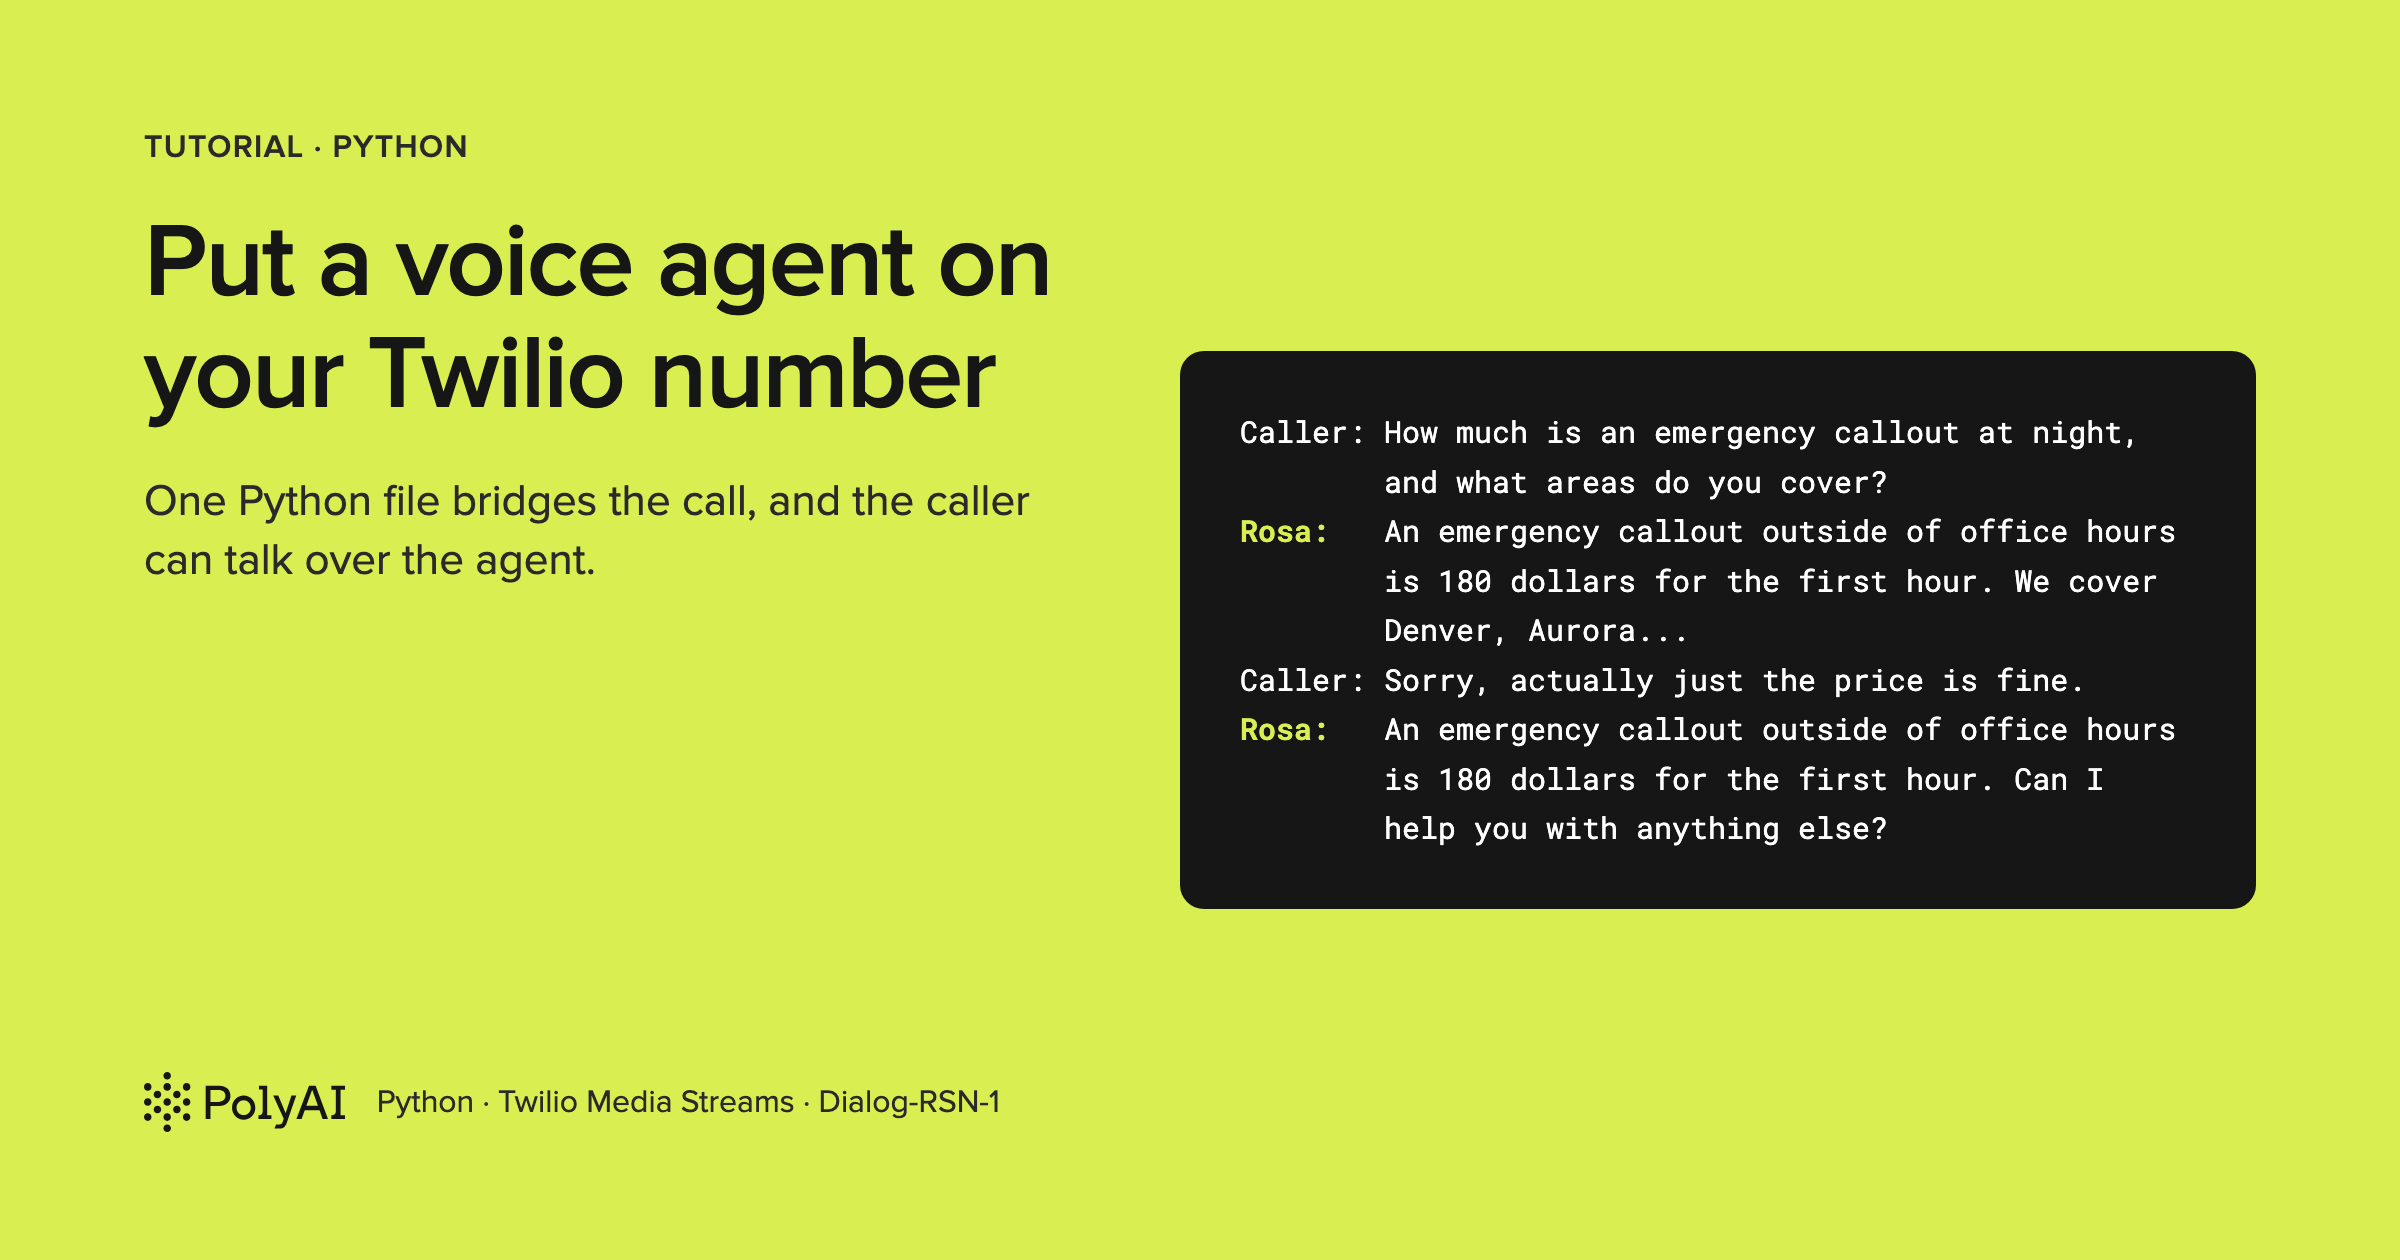 TUTORIAL · PYTHON
Put a voice agent on
your Twilio number
One Python file bridges the call, and the caller
can talk over the agent.
Caller: How much is an emergency callout at night,
and what areas do you cover?
Rosa: An emergency callout outside of office hours
is 180 dollars for the first hour. We cover
Denver, Aurora...
Caller: Sorry, actually just the price is fine.
Rosa: An emergency callout outside of office hours
is 180 dollars for the first hour. Can I
help you with anything else?
PolyAI Python · Twilio Media Streams · Dialog-RSN-1